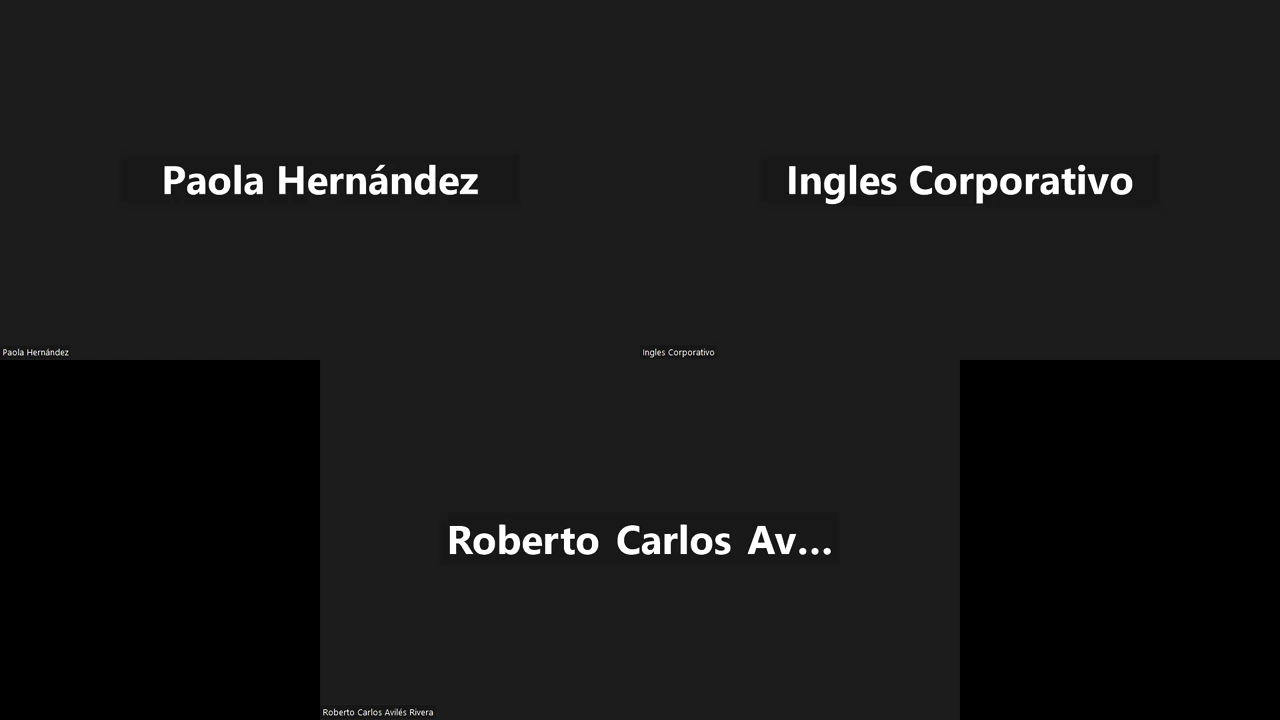 Paola Hernández
Ingles Corporativo
Paola Hernández
Ingles Corporativo
Roberto Carlos Av...
Roberto Carlos Avilés Rivera